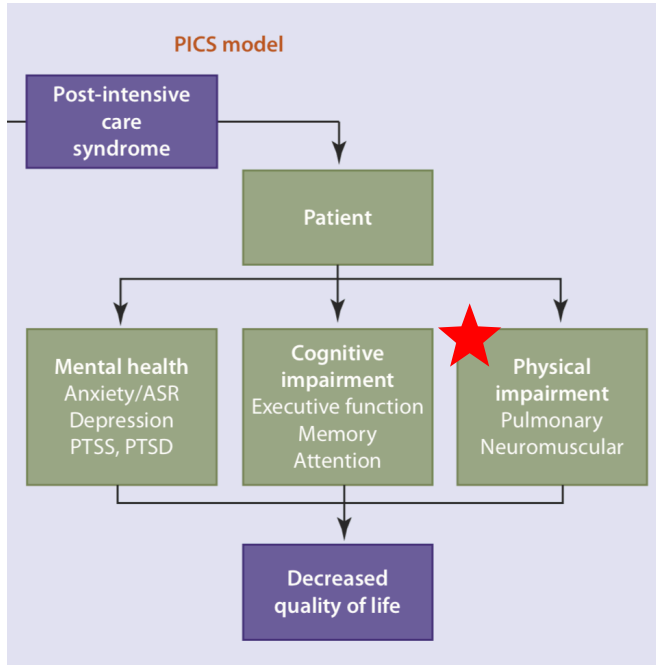 PICS model
Post-intensive
care
syndrome
Patient
Mental health
Anxiety/ASR
Depression
PTSS, PTSD
Cognitive
impairment
Executive function
Memory
Attention
Physical
impairment
Pulmonary
Neuromuscular
Decreased
quality of life